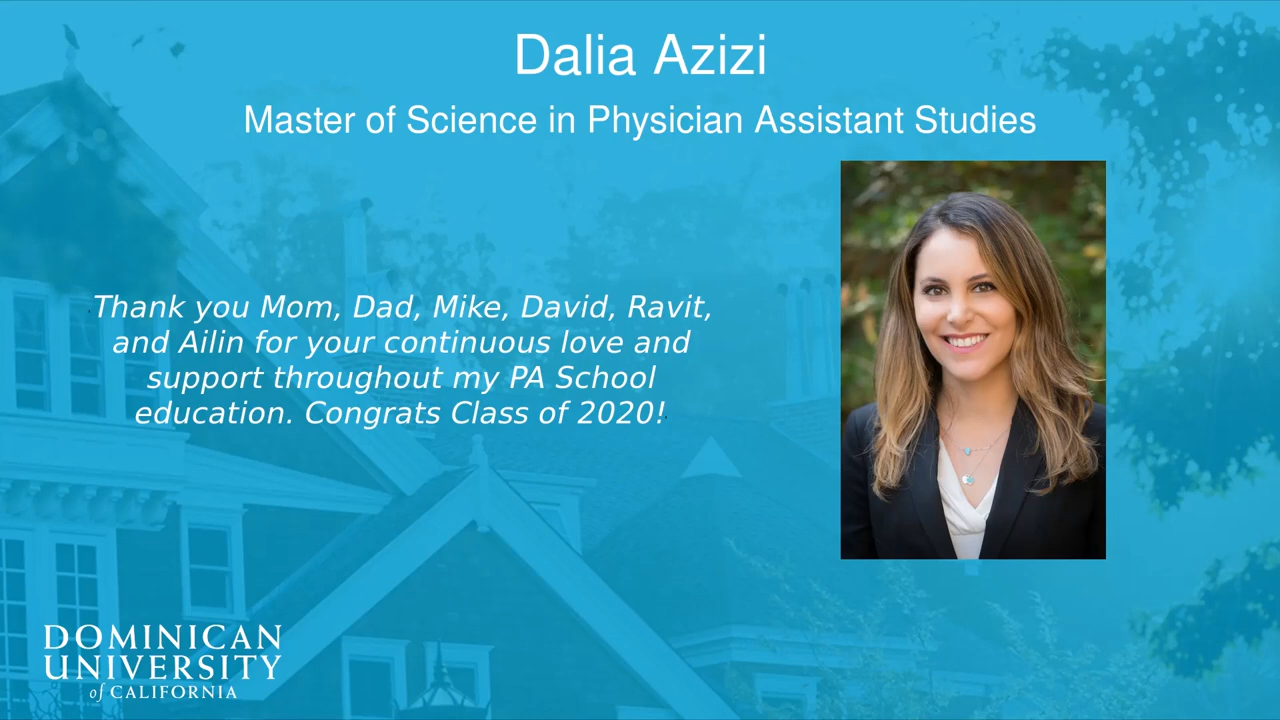 Dalia Azizi
Master of Science in Physician Assistant Studies
Thank you Mom, Dad, Mike, David, Ravit,
and Ailin for your continuous love and
support throughout my PA School
education. Congrats Class of 2020!
DOMINICAN
UNIVERSITY
of CALIFORNIA